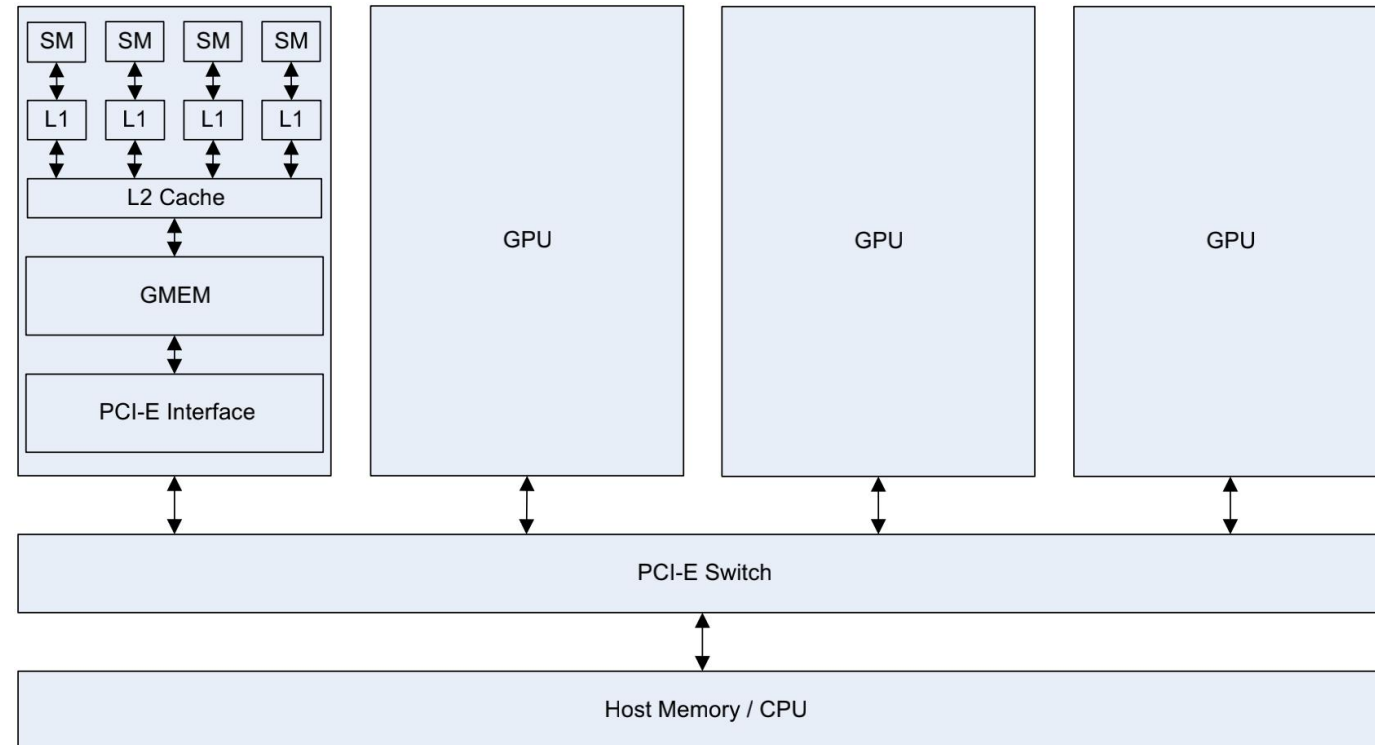 SM SM SM SM
L1 L1 L1 L1
L2 Cache
GMEM
PCI-E Interface
GPU
GPU
GPU
PCI-E Switch
Host Memory / CPU